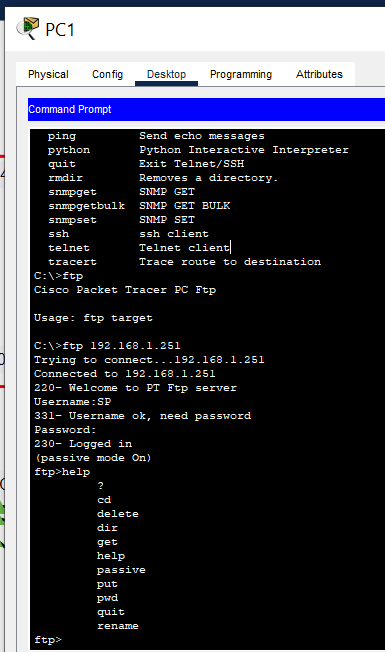 PC1
Physical Config Desktop Programming Attributes
Command Prompt
ping Send echo messages
python Python Interactive Interpreter
quit Exit Telnet/SSH
rmdir Removes a directory.
snmpget SNMP GET
snmpgetbulk SNMP GET BULK
snmpset SNMP SET
ssh ssh client
telnet Telnet client
tracert Trace route to destination
C:\>ftp
Cisco Packet Tracer PC Ftp
Usage: ftp target
C:\>ftp 192.168.1.251
Trying to connect...192.168.1.251
Connected to 192.168.1.251
220- Welcome to PT Ftp server
Username:SP
331- Username ok, need password
Password:
230- Logged in
(passive mode On)
ftp>help
?
cd
delete
dir
get
help
passive
put
pwd
quit
rename
ftp>